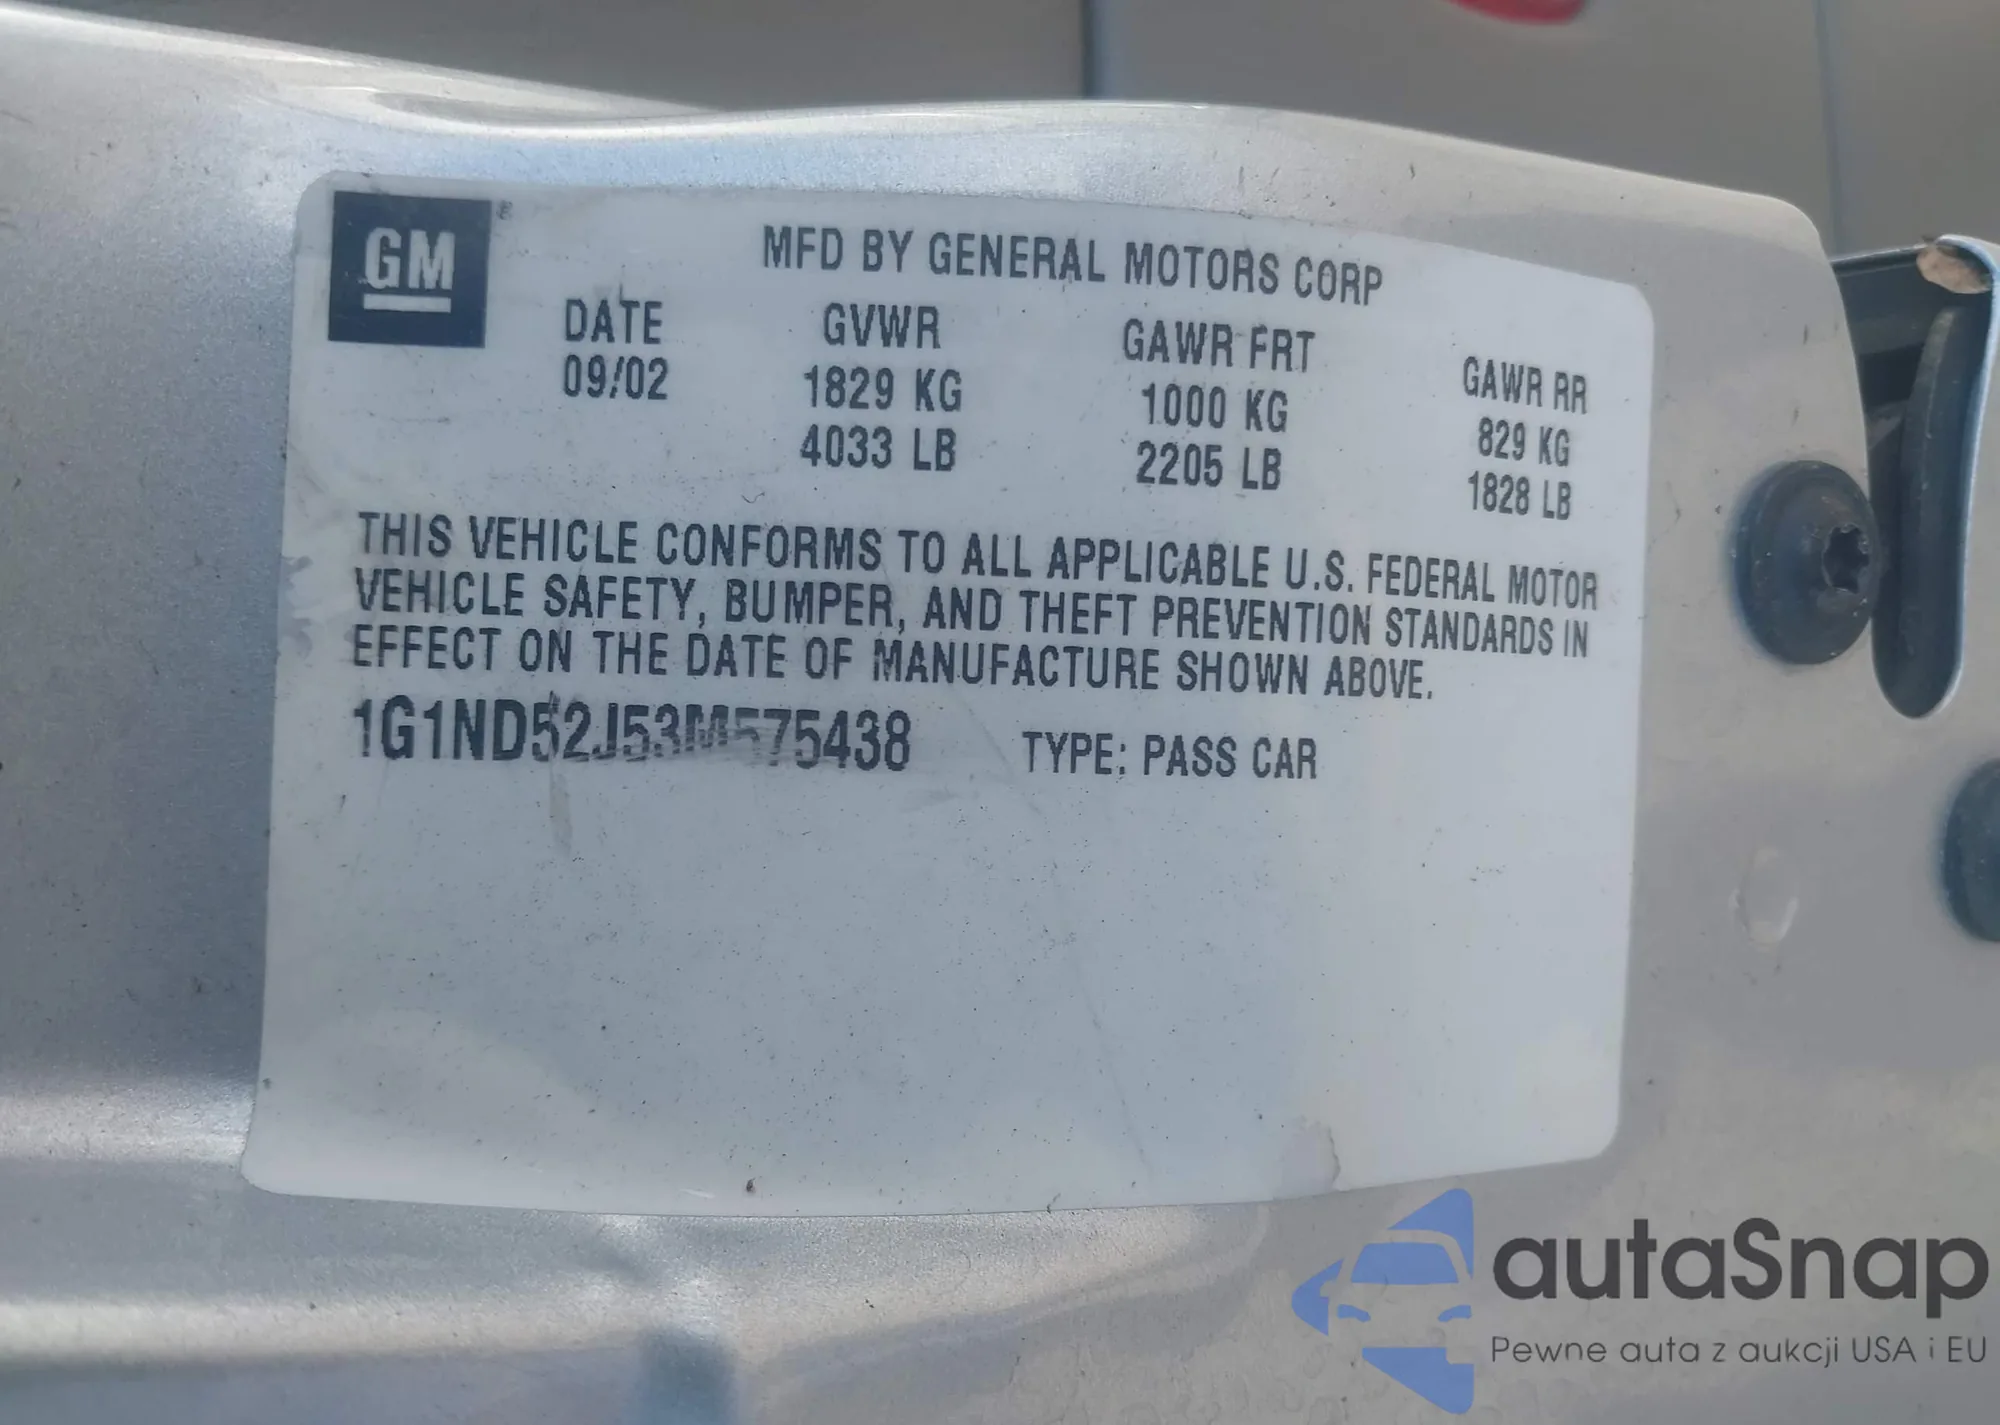 GM
MFD BY GENERAL MOTORS CORP
DATE GVWR GAWR FRT GAWR RR
09/02 1829 KG 1000 KG 829 KG
4033 LB 2205 LB 1828 LB
THIS VEHICLE CONFORMS TO ALL APPLICABLE U.S. FEDERAL MOTOR
VEHICLE SAFETY, BUMPER, AND THEFT PREVENTION STANDARDS IN
EFFECT ON THE DATE OF MANUFACTURE SHOWN ABOVE.
1G1ND52J53M575438 TYPE: PASS CAR
autaSnap
Pewne auta z aukcji USA i EU